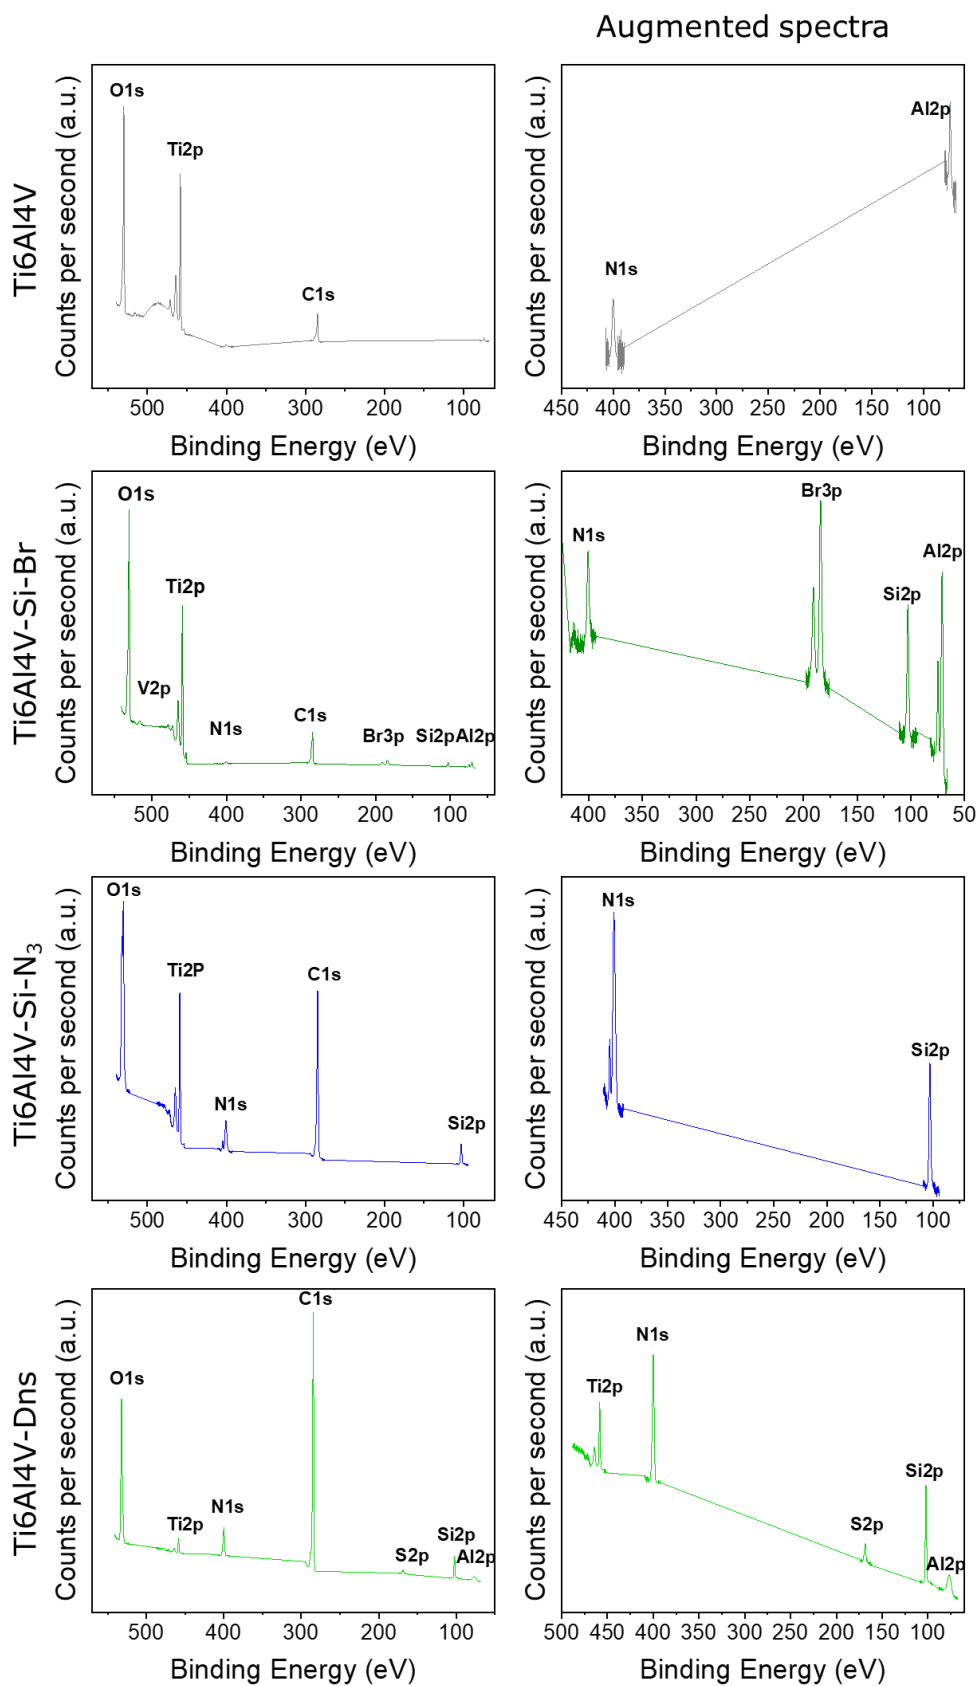 Augmented spectra
Ti6Al4V
Counts per second (a.u.)
O1s
Ti2p
C1s
500 400 300 200 100
Binding Energy (eV)
Counts per second (a.u.)
Al2p
N1s
450 400 350 300 250 200 150 100
Bindng Energy (eV)
Ti6Al4V-Si-Br
Counts per second (a.u.)
O1s
Ti2p
V2p
N1s
C1s
Br3p
Si2p
Al2p
500 400 300 200 100
Binding Energy (eV)
Counts per second (a.u.)
Br3p
N1s
Al2p
Si2p
400 350 300 250 200 150 100 50
Binding Energy (eV)
Ti6Al4V-Si-N3
Counts per second (a.u.)
O1s
Ti2P
C1s
N1s
Si2p
500 400 300 200 100
Binding Energy (eV)
Counts per second (a.u.)
N1s
Si2p
450 400 350 300 250 200 150 100
Binding Energy (eV)
Ti6Al4V-Dns
Counts per second (a.u.)
C1s
O1s
N1s
Ti2p
S2p
Si2p
Al2p
500 400 300 200 100
Binding Energy (eV)
Counts per second (a.u.)
N1s
Ti2p
Si2p
S2p
Al2p
500 450 400 350 300 250 200 150 100
Binding Energy (eV)